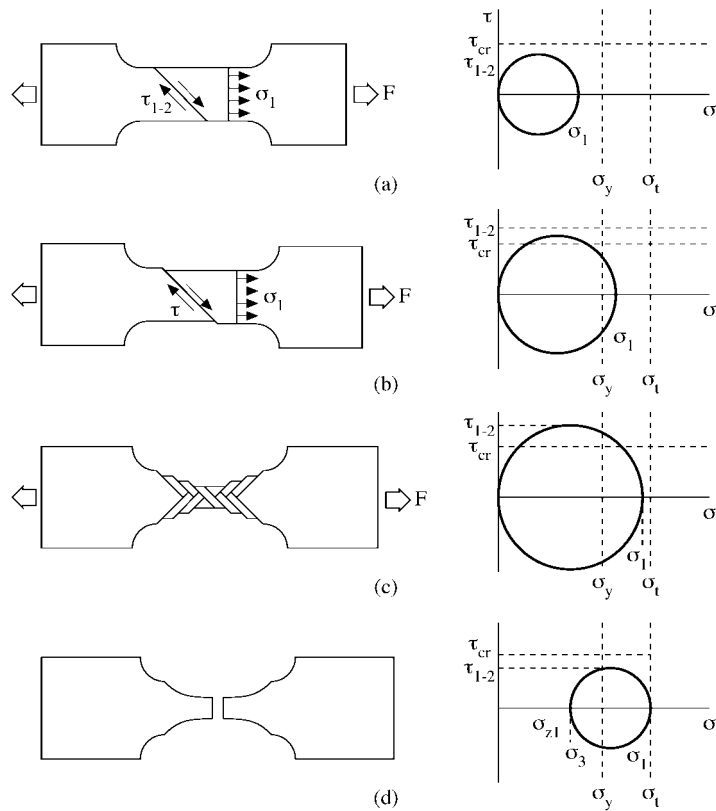 τ
τcr
τ1-2
F
τ1-2
σ1
σ
σ1
(a)
σy
σt
τ1-2
τcr
F
τ
σ1
σ
σ1
(b)
σy
σt
τ1-2
τcr
F
σ
σ1
(c)
σy
σt
τcr
τ1-2
σz1
σ
σ3
σ1
(d)
σy
σt